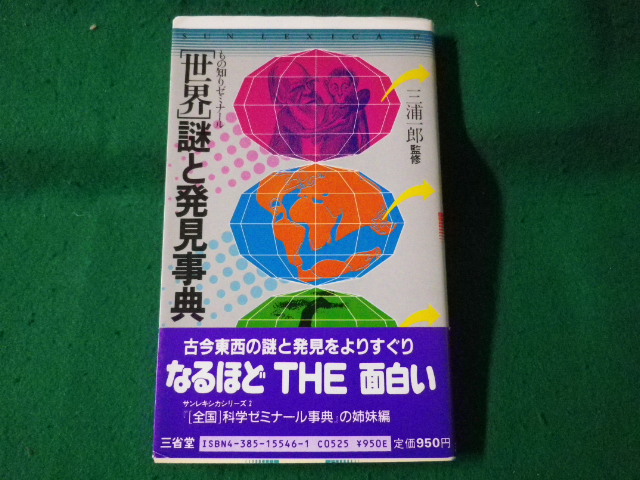 SUN LEXICA 17
もの知りゼミナール
[世界]謎と発見事典
三浦一郎 監修
古今東西の謎と発見をよりすぐり
なるほど THE 面白い
サンレキシカシリーズ2
『[全国]科学ゼミナール事典』の姉妹編
三省堂 ISBN4-385-15546-1 C0525 ¥950E 定価950円